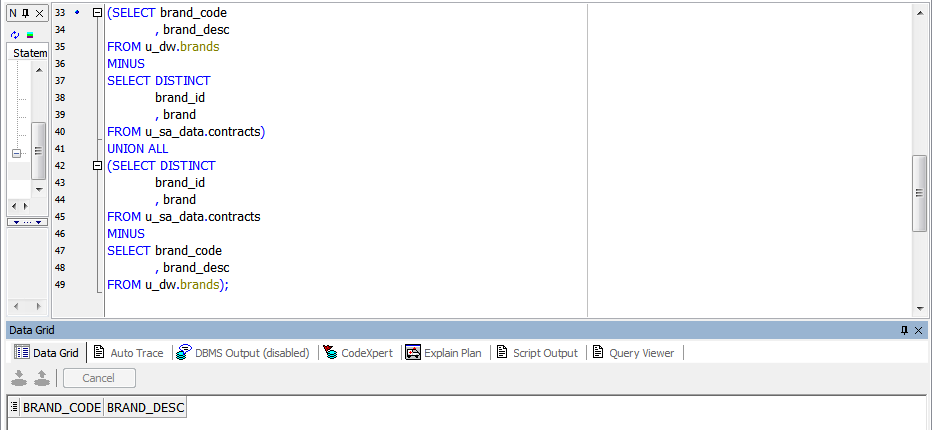 N
Statem
33 (SELECT brand_code
34 , brand_desc
35 FROM u_dw.brands
36 MINUS
37 SELECT DISTINCT
38 brand_id
39 , brand
40 FROM u_sa_data.contracts)
41 UNION ALL
42 (SELECT DISTINCT
43 brand_id
44 , brand
45 FROM u_sa_data.contracts
46 MINUS
47 SELECT brand_code
48 , brand_desc
49 FROM u_dw.brands);
Data Grid
Data Grid Auto Trace DBMS Output (disabled) CodeXpert Explain Plan Script Output Query Viewer
Cancel
BRAND_CODE BRAND_DESC